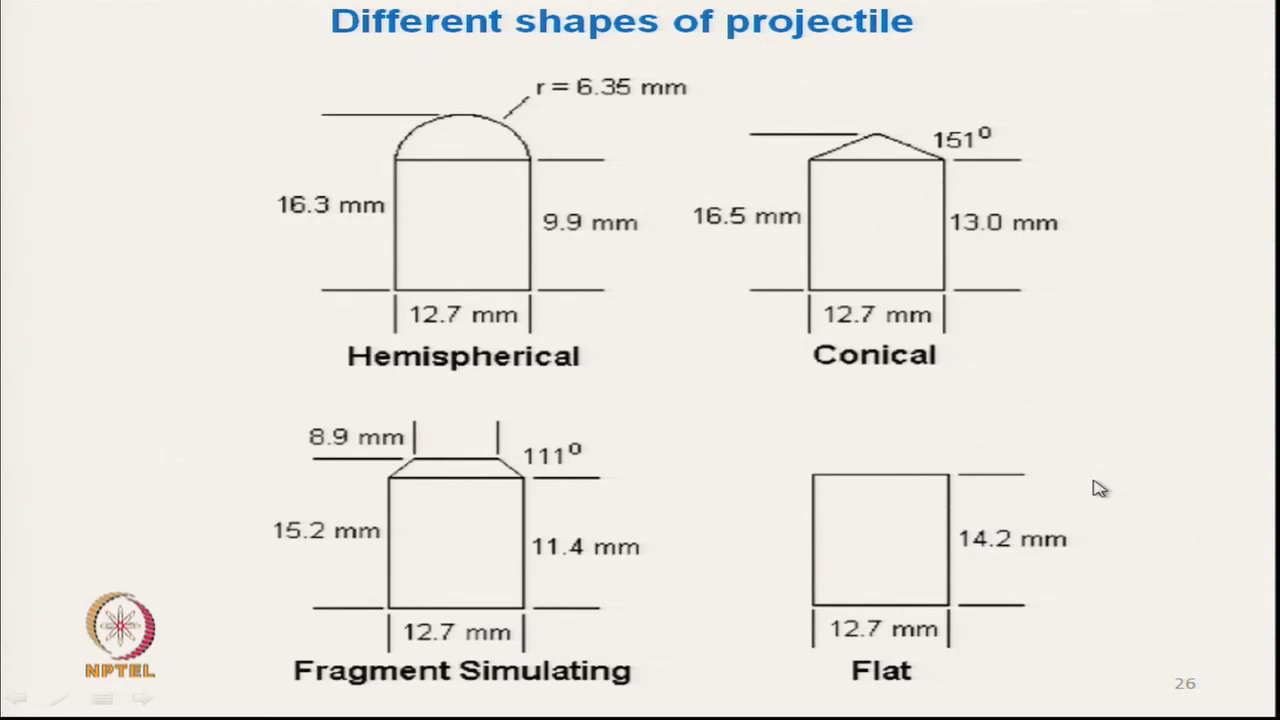 Different shapes of projectile
r = 6.35 mm
16.3 mm
9.9 mm
12.7 mm
Hemispherical
151⁰
16.5 mm
13.0 mm
12.7 mm
Conical
8.9 mm
111⁰
15.2 mm
11.4 mm
12.7 mm
Fragment Simulating
14.2 mm
12.7 mm
Flat
NPTEL
26